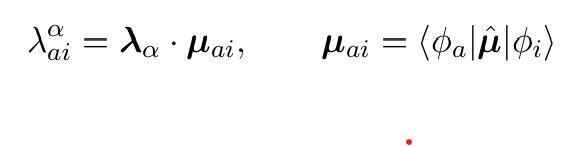 λ^α_{ai} = **λ**_α · **μ**_{ai},    **μ**_{ai} = ⟨ϕ_a|**μ̂**|ϕ_i⟩